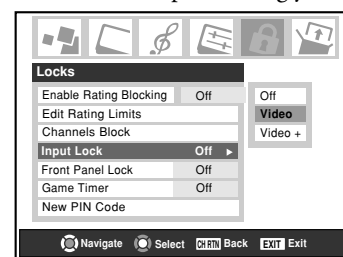 Locks
Enable Rating Blocking Off
Edit Rating Limits
Channels Block
Input Lock Off ▶
Front Panel Lock Off
Game Timer Off
New PIN Code
Off
Video
Video +
Navigate Select CH RTN Back EXIT Exit